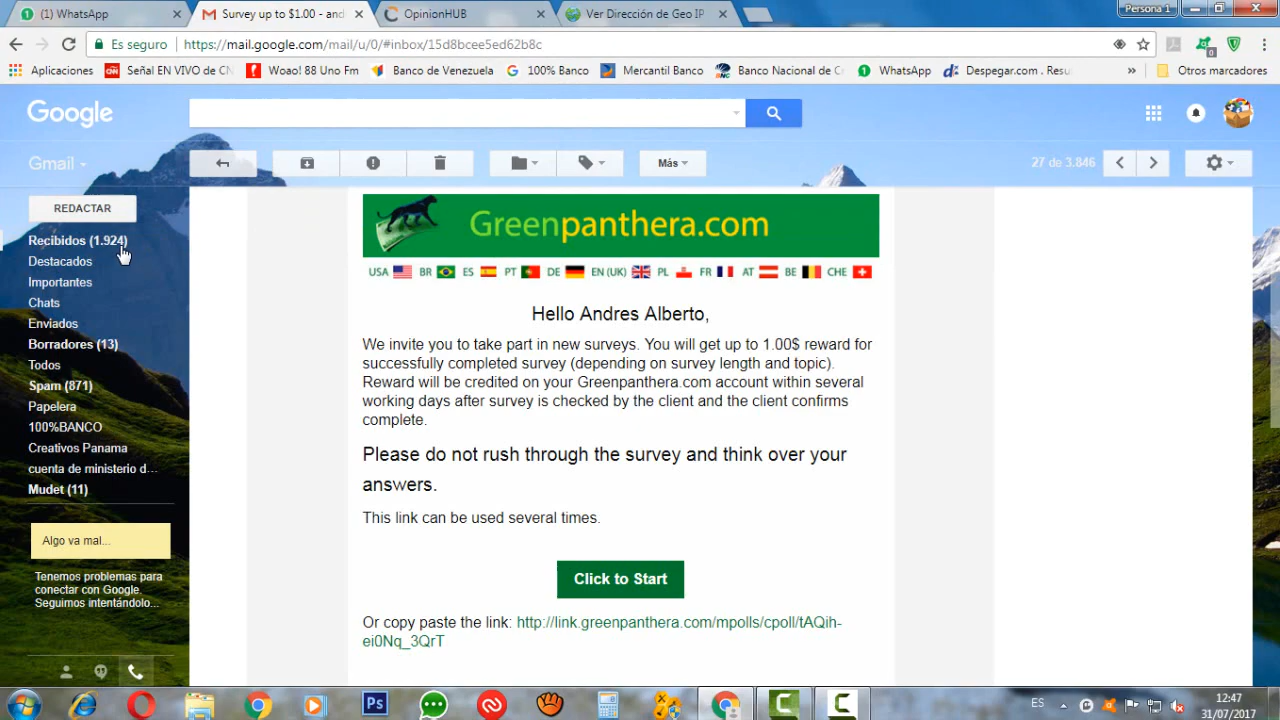 (1) WhatsApp
Survey up to $1.00 - and
OpinionHUB
Ver Dirección de Geo IP
Persona 1
Es seguro
https://mail.google.com/mail/u/0/#inbox/15d8bcee5ed62b8c
Aplicaciones
Señal EN VIVO de CN
Woao! 88 Uno Fm
Banco de Venezuela
100% Banco
Mercantil Banco
Banco Nacional de C
WhatsApp
Despegar.com . Resu
»
Otros marcadores
Google
Gmail
Más
27 de 3.846
REDACTAR
Recibidos (1.924)
Destacados
Importantes
Chats
Enviados
Borradores (13)
Todos
Spam (871)
Papelera
100%BANCO
Creativos Panama
cuenta de ministerio d...
Mudet (11)
Algo va mal...
Tenemos problemas para
conectar con Google.
Seguimos intentándolo...
Greenpanthera.com
USA BR ES PT DE EN (UK) PL FR AT BE CHE
Hello Andres Alberto,
We invite you to take part in new surveys. You will get up to 1.00$ reward for
successfully completed survey (depending on survey length and topic).
Reward will be credited on your Greenpanthera.com account within several
working days after survey is checked by the client and the client confirms
complete.
Please do not rush through the survey and think over your
answers.
This link can be used several times.
Click to Start
Or copy paste the link: http://link.greenpanthera.com/mpolls/cpoll/tAQih-
ei0Nq_3QrT
Ps
ES
12:47
31/07/2017